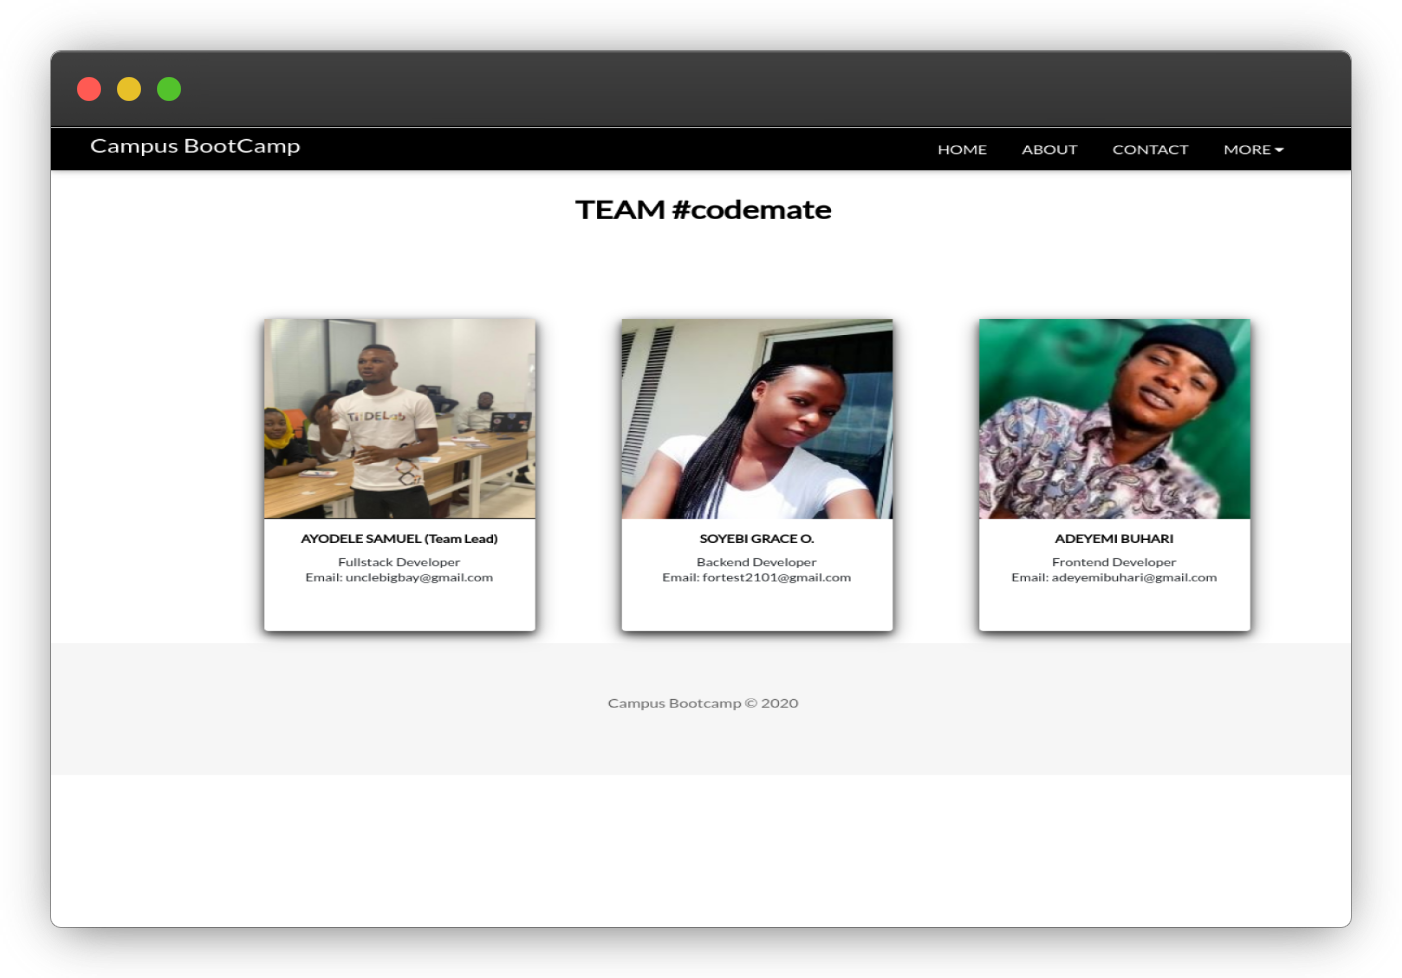 Campus BootCamp
HOME ABOUT CONTACT MORE
TEAM #codemate
AYODELE SAMUEL (Team Lead)
Fullstack Developer
Email: unclebigbay@gmail.com
SOYEBI GRACE O.
Backend Developer
Email: fortest2101@gmail.com
ADEYEMI BUHARI
Frontend Developer
Email: adeyemibuhari@gmail.com
Campus Bootcamp © 2020